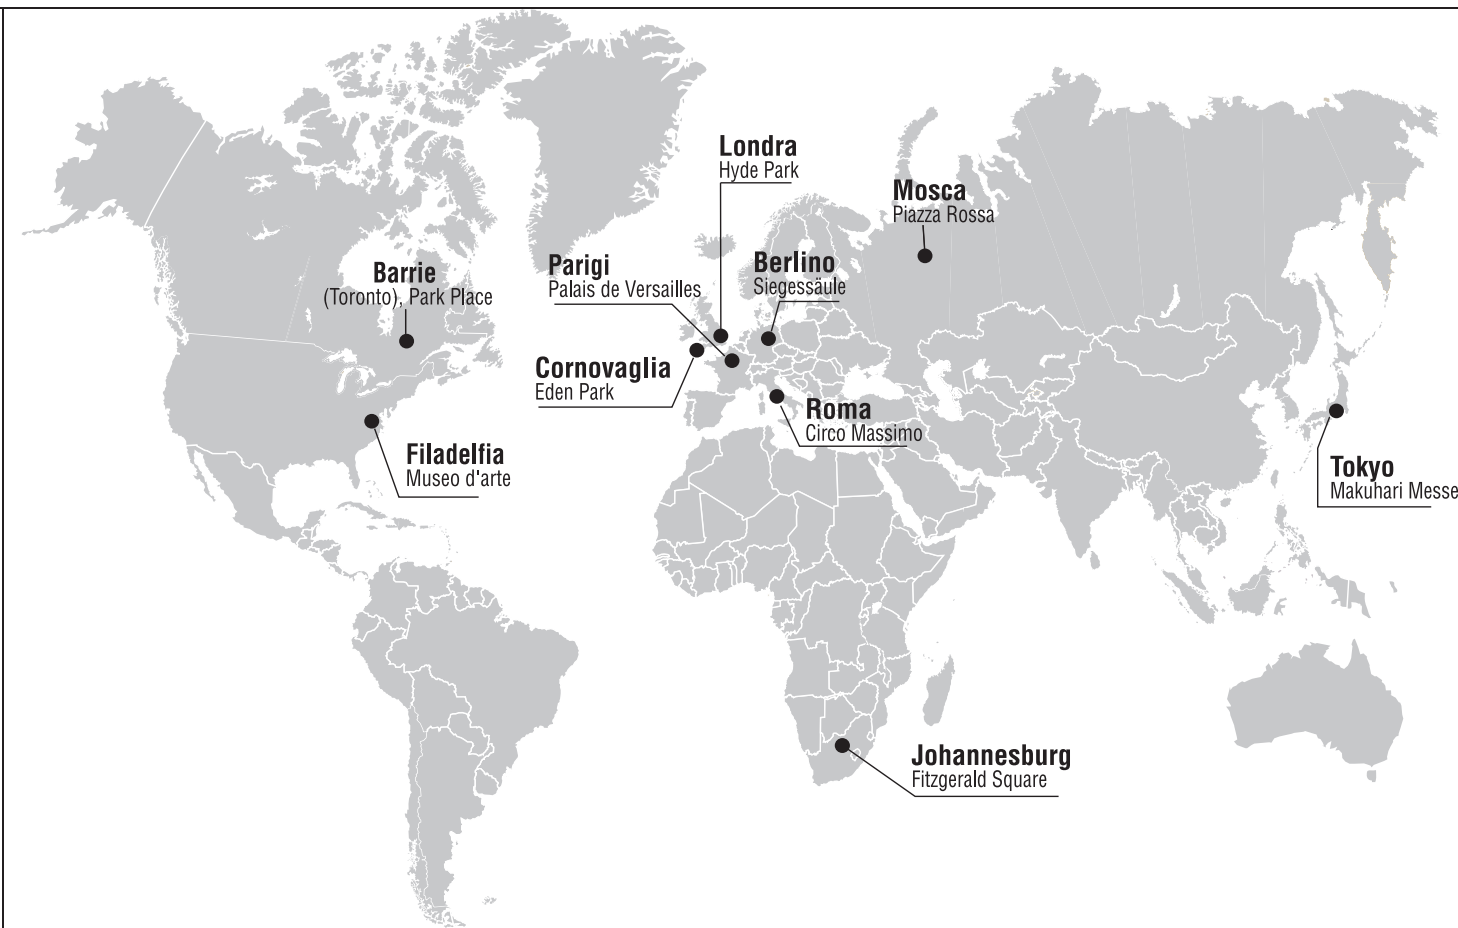 Londra
Hyde Park
Mosca
Piazza Rossa
Barrie
(Toronto), Park Place
Parigi
Palais de Versailles
Berlino
Siegessäule
Cornovaglia
Eden Park
Roma
Circo Massimo
Filadelfia
Museo d'arte
Tokyo
Makuhari Messe
Johannesburg
Fitzgerald Square